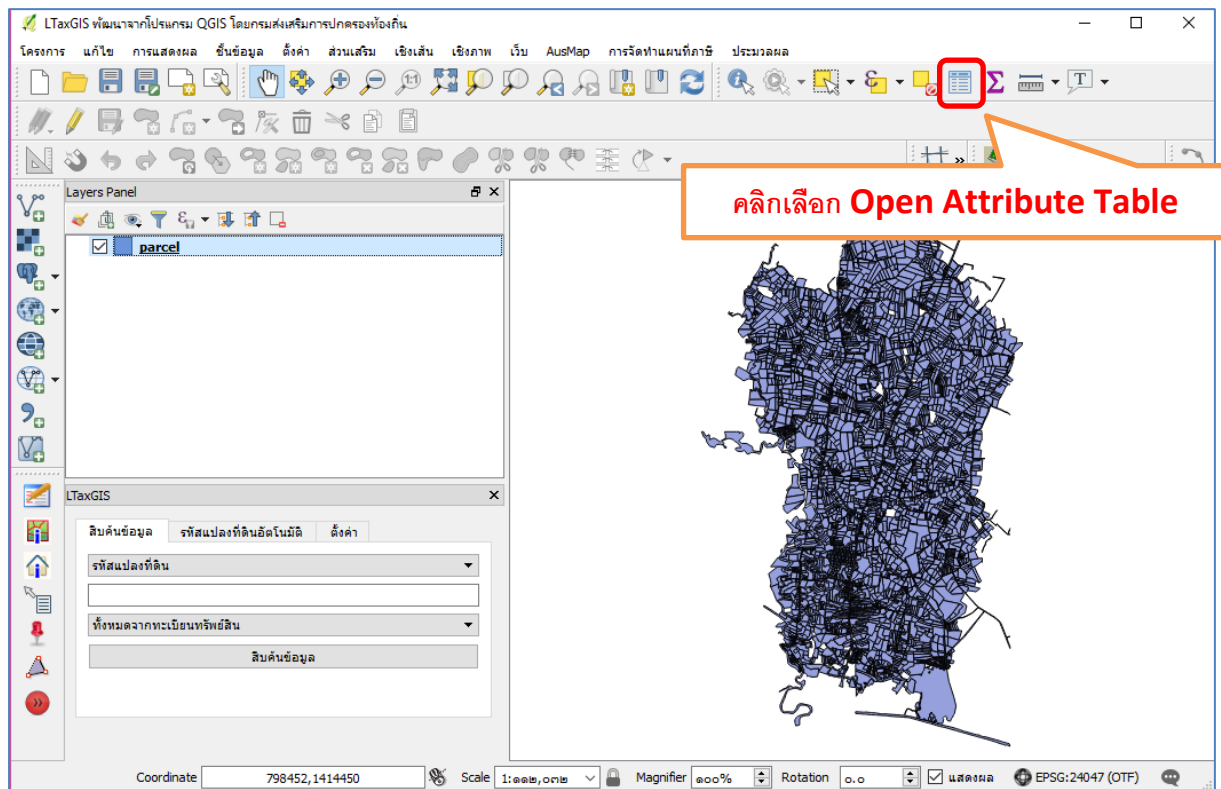 LTaxGIS พัฒนาจากโปรแกรม QGIS โดยกรมส่งเสริมการปกครองท้องถิ่น
โครงการ แก้ไข การแสดงผล ชั้นข้อมูล ตั้งค่า ส่วนเสริม เชิงเส้น เชิงภาพ เว็บ AusMap การจัดทำแผนที่ภาษี ประมวลผล
คลิกเลือก Open Attribute Table
Layers Panel
parcel
LTaxGIS
สืบค้นข้อมูล รหัสแปลงที่ดินอัตโนมัติ ตั้งค่า
รหัสแปลงที่ดิน
ทั้งหมดจากทะเบียนทรัพย์สิน
สืบค้นข้อมูล
Coordinate 798452,1414450 Scale 1:๑๑๒,๐๓๒ Magnifier ๑๐๐% Rotation ๐.๐ แสดงผล EPSG:24047 (OTF)